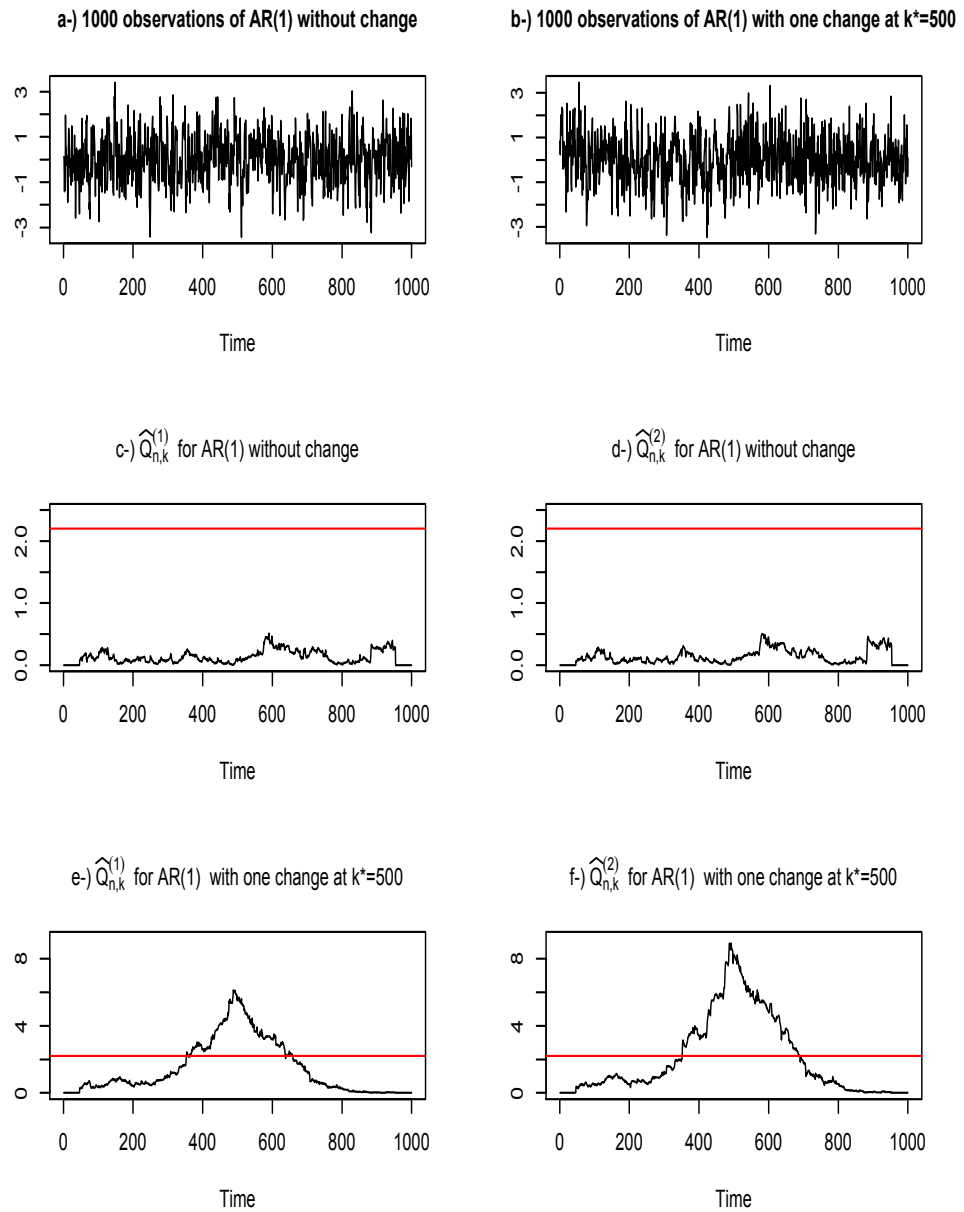 a-) 1000 observations of AR(1) without change
3
1
-1
-3
0 200 400 600 800 1000
Time
b-) 1000 observations of AR(1) with one change at k*=500
3
1
-1
-3
0 200 400 600 800 1000
Time
c-) Q̂n,k(1) for AR(1) without change
2.0
1.0
0.0
0 200 400 600 800 1000
Time
d-) Q̂n,k(2) for AR(1) without change
2.0
1.0
0.0
0 200 400 600 800 1000
Time
e-) Q̂n,k(1) for AR(1) with one change at k*=500
8
4
0
0 200 400 600 800 1000
Time
f-) Q̂n,k(2) for AR(1) with one change at k*=500
8
4
0
0 200 400 600 800 1000
Time